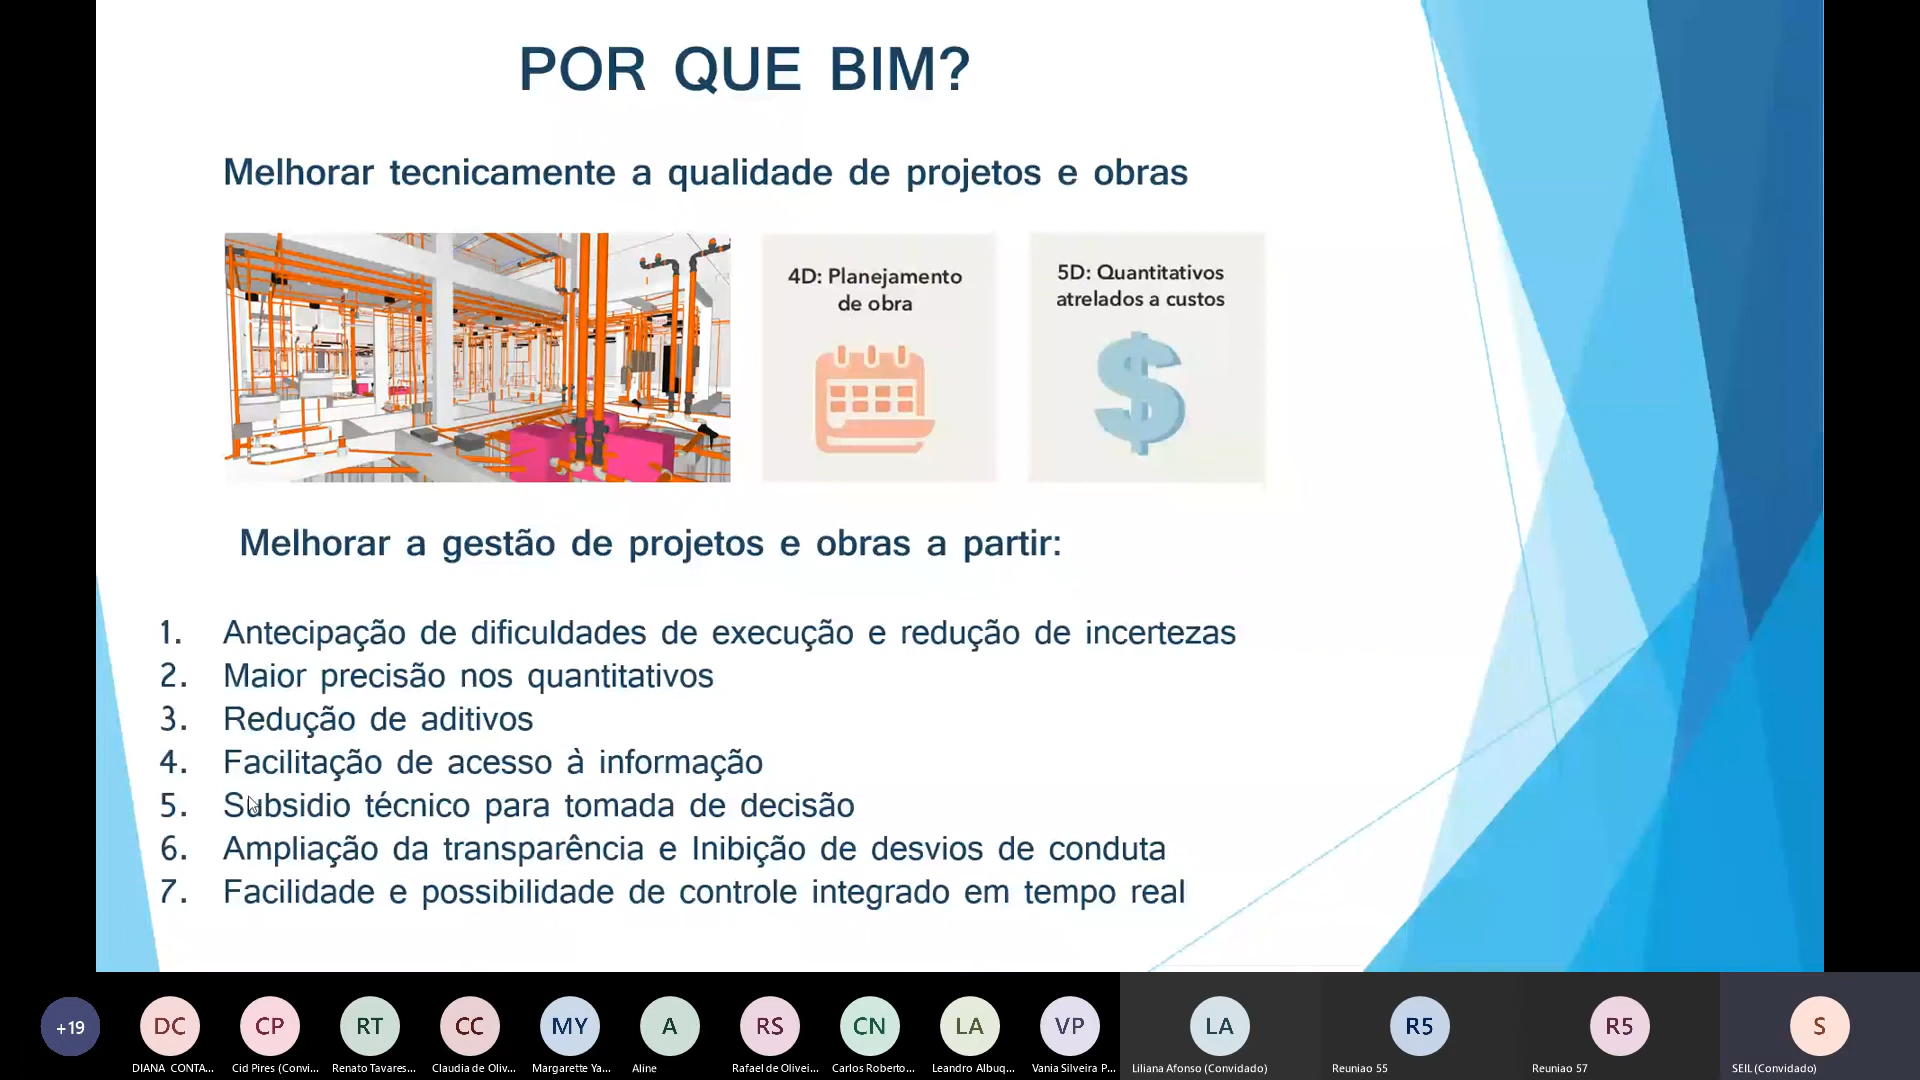 POR QUE BIM?
Melhorar tecnicamente a qualidade de projetos e obras
4D: Planejamento
de obra
5D: Quantitativos
atrelados a custos
Melhorar a gestão de projetos e obras a partir:
1. Antecipação de dificuldades de execução e redução de incertezas
2. Maior precisão nos quantitativos
3. Redução de aditivos
4. Facilitação de acesso à informação
5. Subsidio técnico para tomada de decisão
6. Ampliação da transparência e Inibição de desvios de conduta
7. Facilidade e possibilidade de controle integrado em tempo real
+19 DC CP RT CC MY A RS CN LA VP LA R5 R5 S
DIANA CONTA... Cid Pires (Convi... Renato Tavares... Claudia de Oliv... Margarette Ya... Aline Rafael de Olivei... Carlos Roberto... Leandro Albuq... Vania Silveira P... Liliana Afonso (Convidado) Reuniao 55 Reuniao 57 SEIL (Convidado)